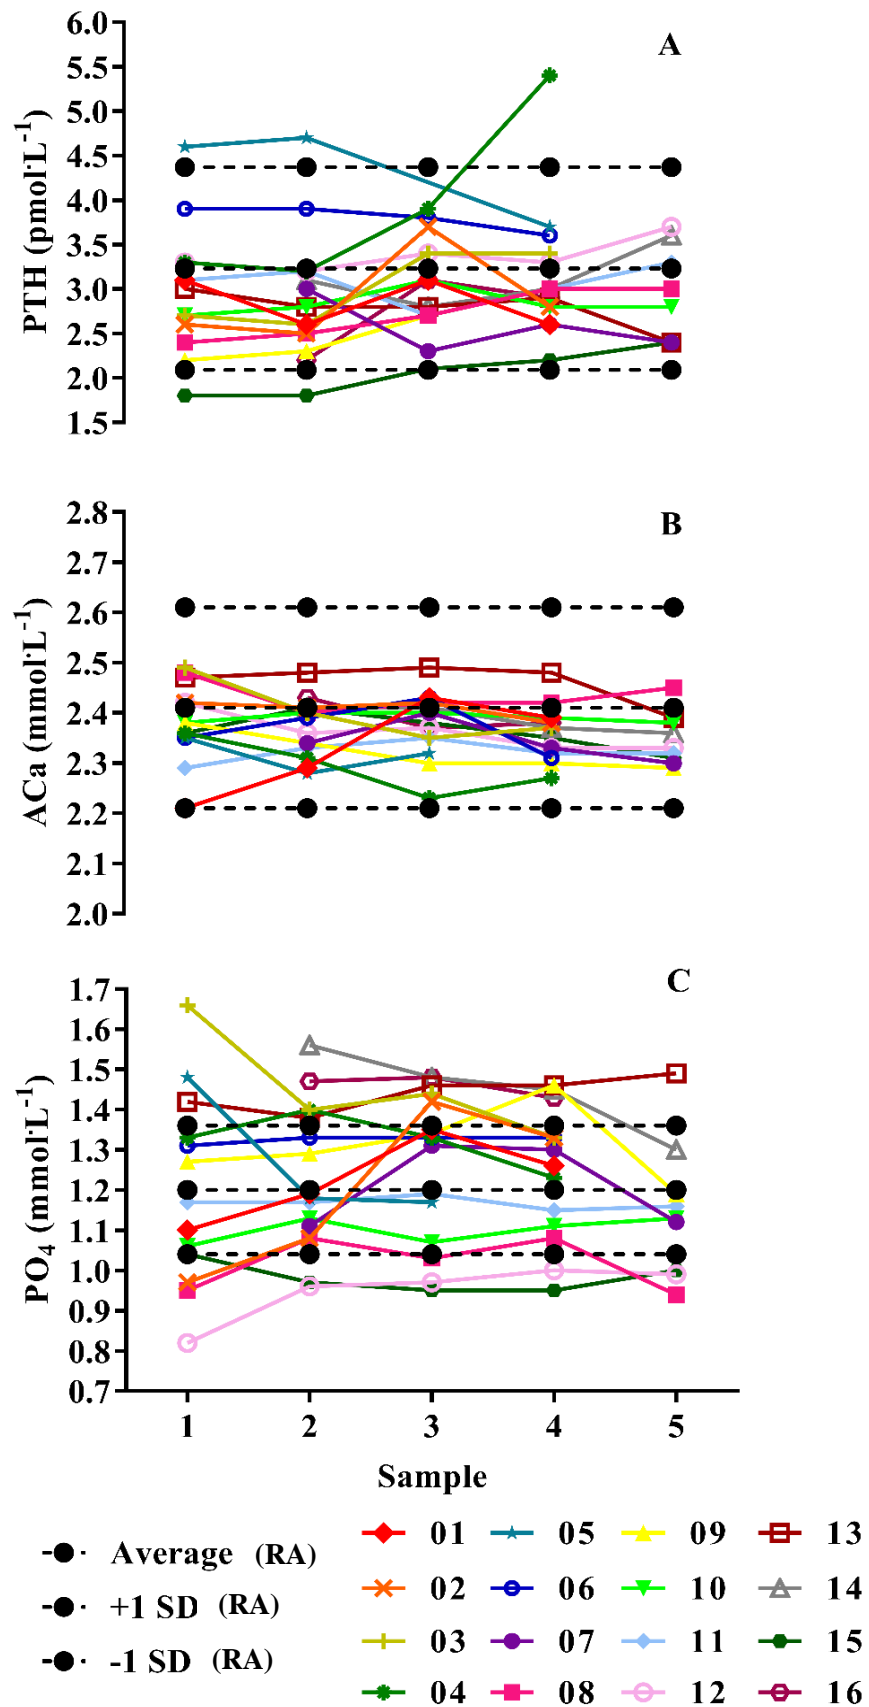 A
PTH (pmol·L⁻¹)
6.0
5.5
5.0
4.5
4.0
3.5
3.0
2.5
2.0
1.5
B
ACa (mmol·L⁻¹)
2.8
2.7
2.6
2.5
2.4
2.3
2.2
2.1
2.0
C
PO₄ (mmol·L⁻¹)
1.7
1.6
1.5
1.4
1.3
1.2
1.1
1.0
0.9
0.8
0.7
1 2 3 4 5
Sample
Average (RA)
+1 SD (RA)
-1 SD (RA)
01 05 09 13
02 06 10 14
03 07 11 15
04 08 12 16